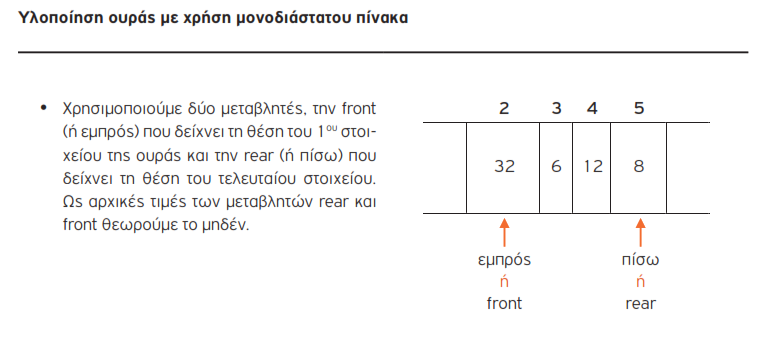 Υλοποίηση ουράς με χρήση μονοδιάστατου πίνακα
• Χρησιμοποιούμε δύο μεταβλητές, την front
(ή εμπρός) που δείχνει τη θέση του 1ου στοι-
χείου της ουράς και την rear (ή πίσω) που
δείχνει τη θέση του τελευταίου στοιχείου.
Ως αρχικές τιμές των μεταβλητών rear και
front θεωρούμε το μηδέν.
2 3 4 5
32 6 12 8
εμπρός πίσω
ή ή
front rear